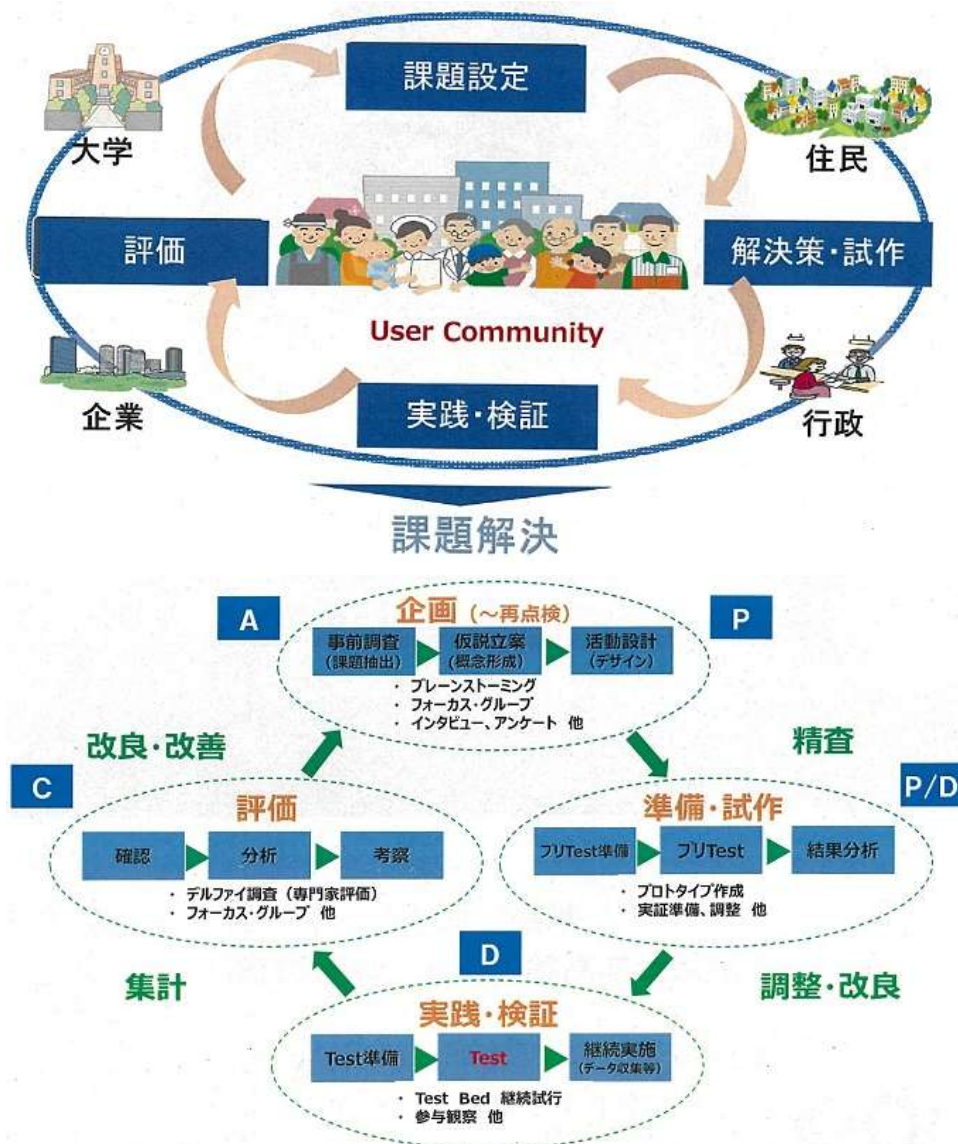 課題設定
大学
住民
評価
解決策・試作
User Community
企業
実践・検証
行政
課題解決
A
企画(～再点検)
P
事前調査
(課題抽出)
仮説立案
(概念形成)
活動設計
(デザイン)
・ ブレーンストーミング
・ フォーカス・グループ
・ インタビュー、アンケート 他
改良・改善
精査
C
評価
準備・試作
P/D
確認
分析
考察
プリTest準備
プリTest
結果分析
・ デルファイ調査(専門家評価)
・ フォーカス・グループ 他
・ プロトタイプ作成
・ 実証準備、調整 他
D
集計
調整・改良
実践・検証
Test準備
Test
継続実施
(データ収集等)
・ Test Bed 継続試行
・ 参与観察 他